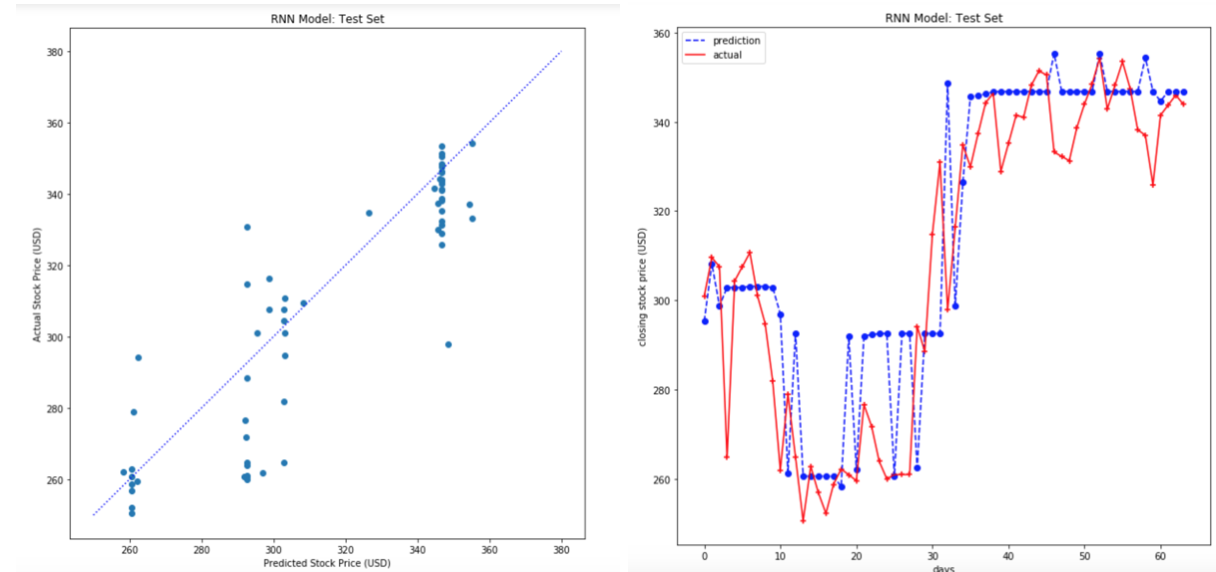 RNN Model: Test Set
Actual Stock Price (USD)
380
360
340
320
300
280
260
260 280 300 320 340 360 380
Predicted Stock Price (USD)
RNN Model: Test Set
prediction
actual
closing stock price (USD)
360
340
320
300
280
260
0 10 20 30 40 50 60
days